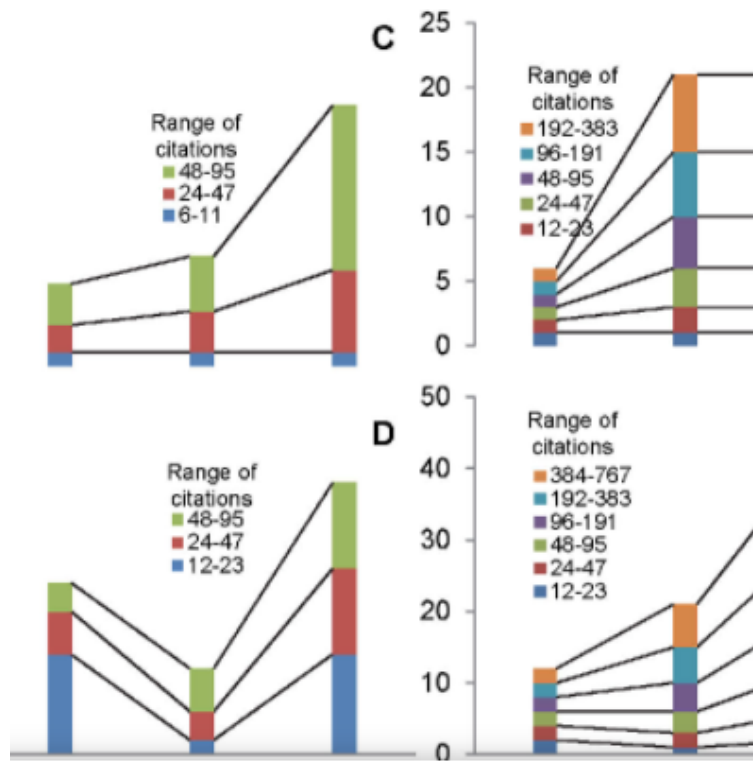 Range of
citations
48-95
24-47
6-11
C
25
20
15
10
5
0
Range of
citations
192-383
96-191
48-95
24-47
12-23
Range of
citations
48-95
24-47
12-23
D
50
40
30
20
10
0
Range of
citations
384-767
192-383
96-191
48-95
24-47
12-23